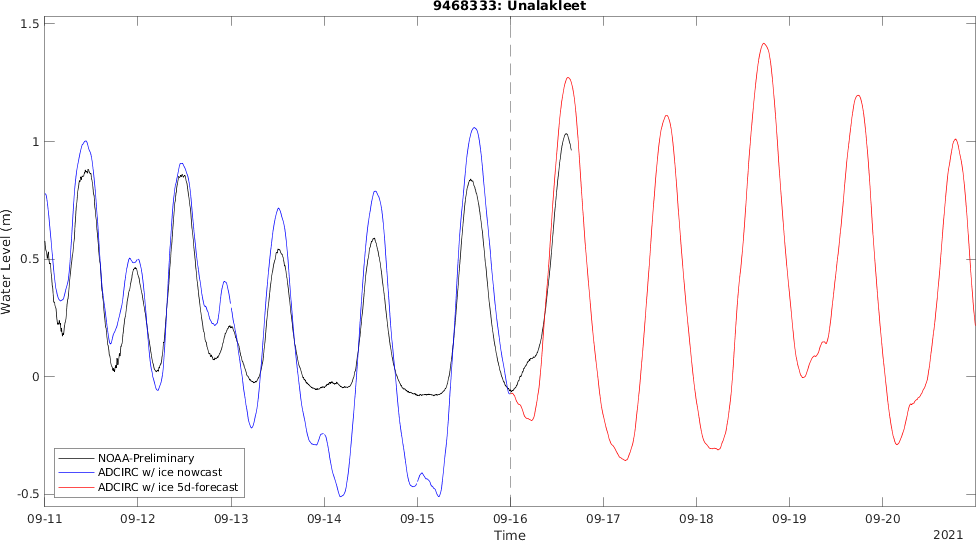 9468333: Unalakleet
1.5
1
0.5
0
-0.5
Water Level (m)
NOAA-Preliminary
ADCIRC w/ ice nowcast
ADCIRC w/ ice 5d-forecast
09-11 09-12 09-13 09-14 09-15 09-16 09-17 09-18 09-19 09-20
Time
2021